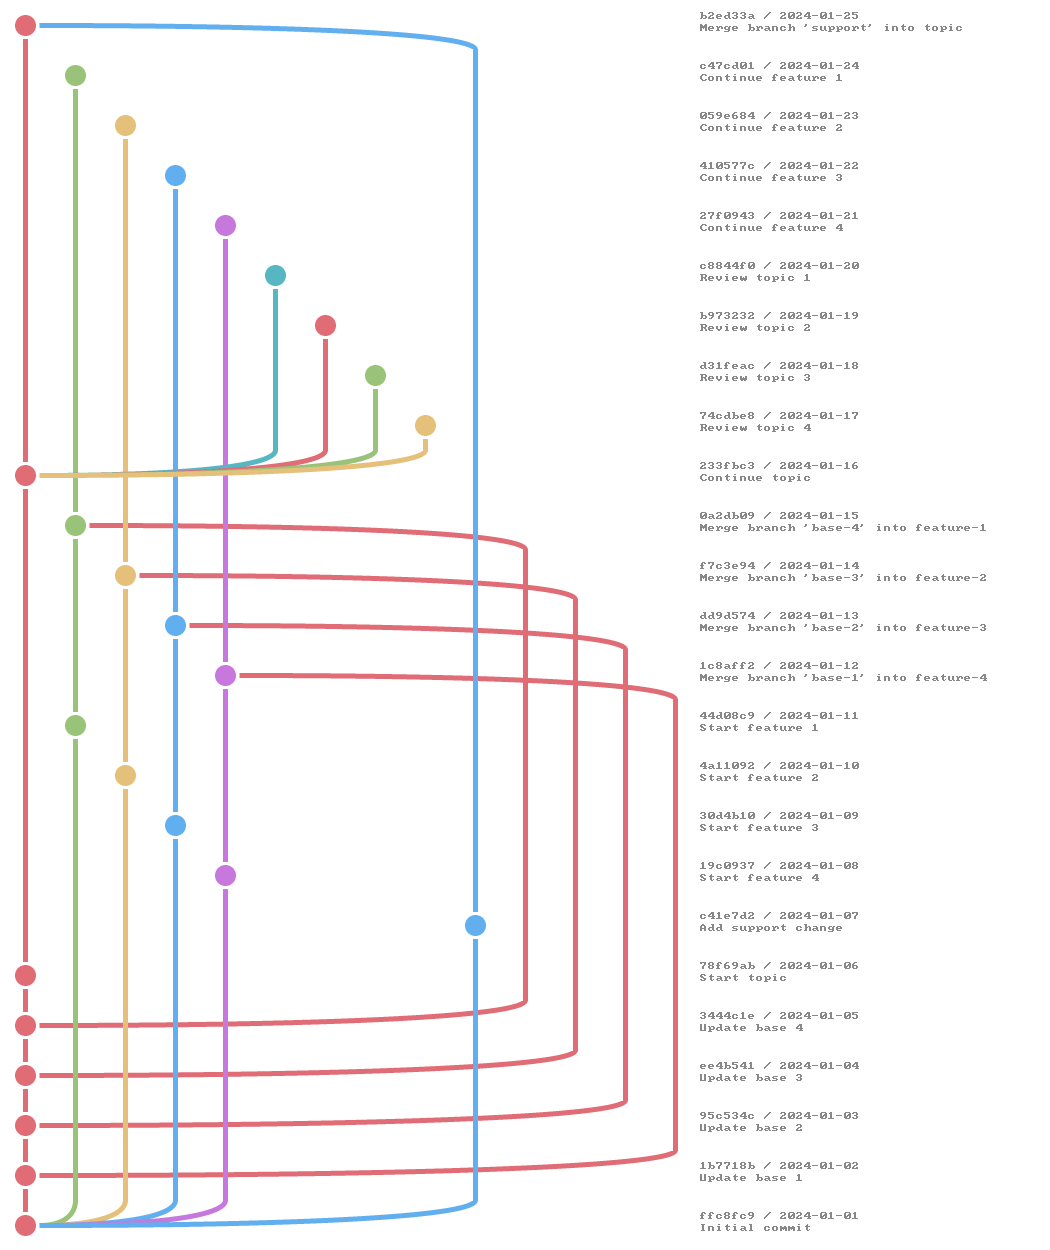 b2ed33a / 2024-01-25
Merge branch 'support' into topic
c47cd01 / 2024-01-24
Continue feature 1
059e684 / 2024-01-23
Continue feature 2
410577c / 2024-01-22
Continue feature 3
27f0943 / 2024-01-21
Continue feature 4
c8844f0 / 2024-01-20
Review topic 1
b973232 / 2024-01-19
Review topic 2
d31feac / 2024-01-18
Review topic 3
74cdbe8 / 2024-01-17
Review topic 4
233fbc3 / 2024-01-16
Continue topic
0a2db09 / 2024-01-15
Merge branch 'base-4' into feature-1
f7c3e94 / 2024-01-14
Merge branch 'base-3' into feature-2
dd9d574 / 2024-01-13
Merge branch 'base-2' into feature-3
1c8aff2 / 2024-01-12
Merge branch 'base-1' into feature-4
44d08c9 / 2024-01-11
Start feature 1
4a11092 / 2024-01-10
Start feature 2
30d4b10 / 2024-01-09
Start feature 3
19c0937 / 2024-01-08
Start feature 4
c41e7d2 / 2024-01-07
Add support change
78f69ab / 2024-01-06
Start topic
3444c1e / 2024-01-05
Update base 4
ee4b541 / 2024-01-04
Update base 3
95c534c / 2024-01-03
Update base 2
1b7718b / 2024-01-02
Update base 1
ffc8fc9 / 2024-01-01
Initial commit